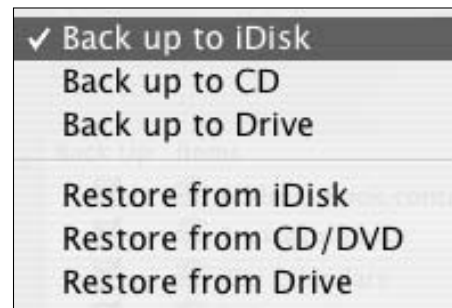 ✓ Back up to iDisk
Back up to CD
Back up to Drive
Restore from iDisk
Restore from CD/DVD
Restore from Drive